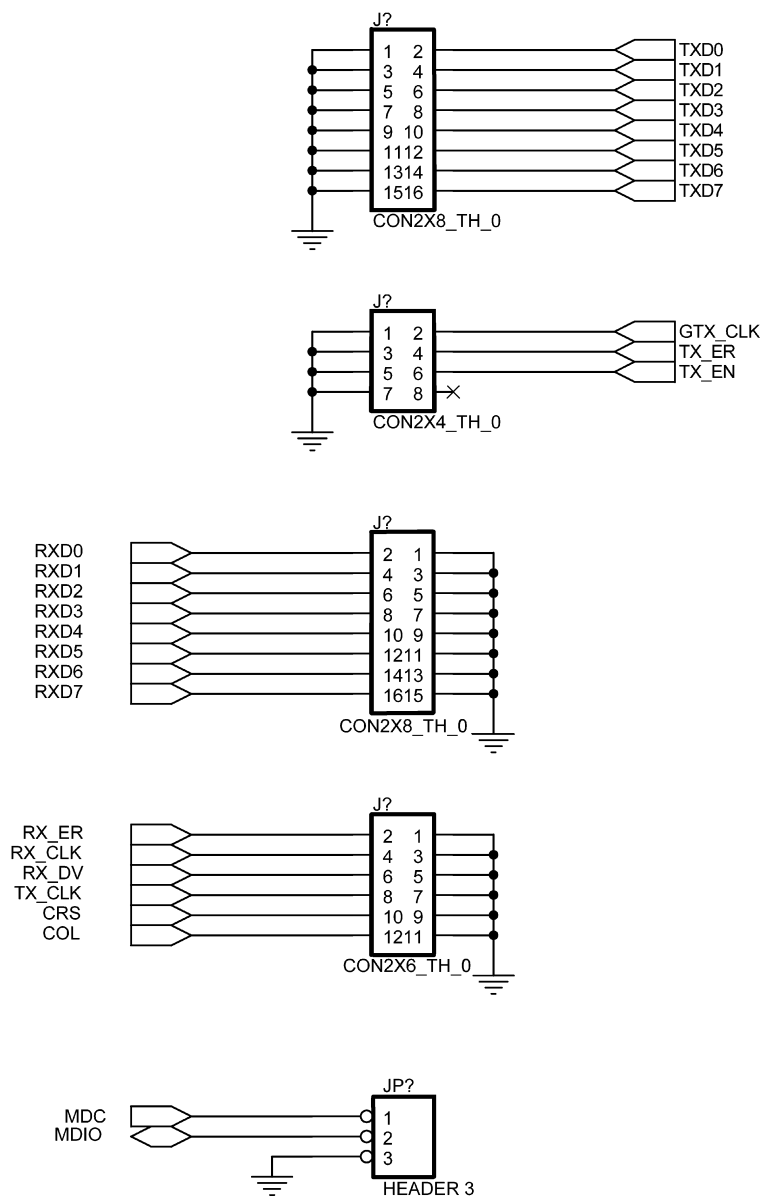 J?
1 2 TXD0
3 4 TXD1
5 6 TXD2
7 8 TXD3
9 10 TXD4
1112 TXD5
1314 TXD6
1516 TXD7
CON2X8_TH_0
J?
1 2 GTX_CLK
3 4 TX_ER
5 6 TX_EN
7 8
CON2X4_TH_0
J?
RXD0 2 1
RXD1 4 3
RXD2 6 5
RXD3 8 7
RXD4 10 9
RXD5 1211
RXD6 1413
RXD7 1615
CON2X8_TH_0
J?
RX_ER 2 1
RX_CLK 4 3
RX_DV 6 5
TX_CLK 8 7
CRS 10 9
COL 1211
CON2X6_TH_0
JP?
MDC 1
MDIO 2
3
HEADER 3